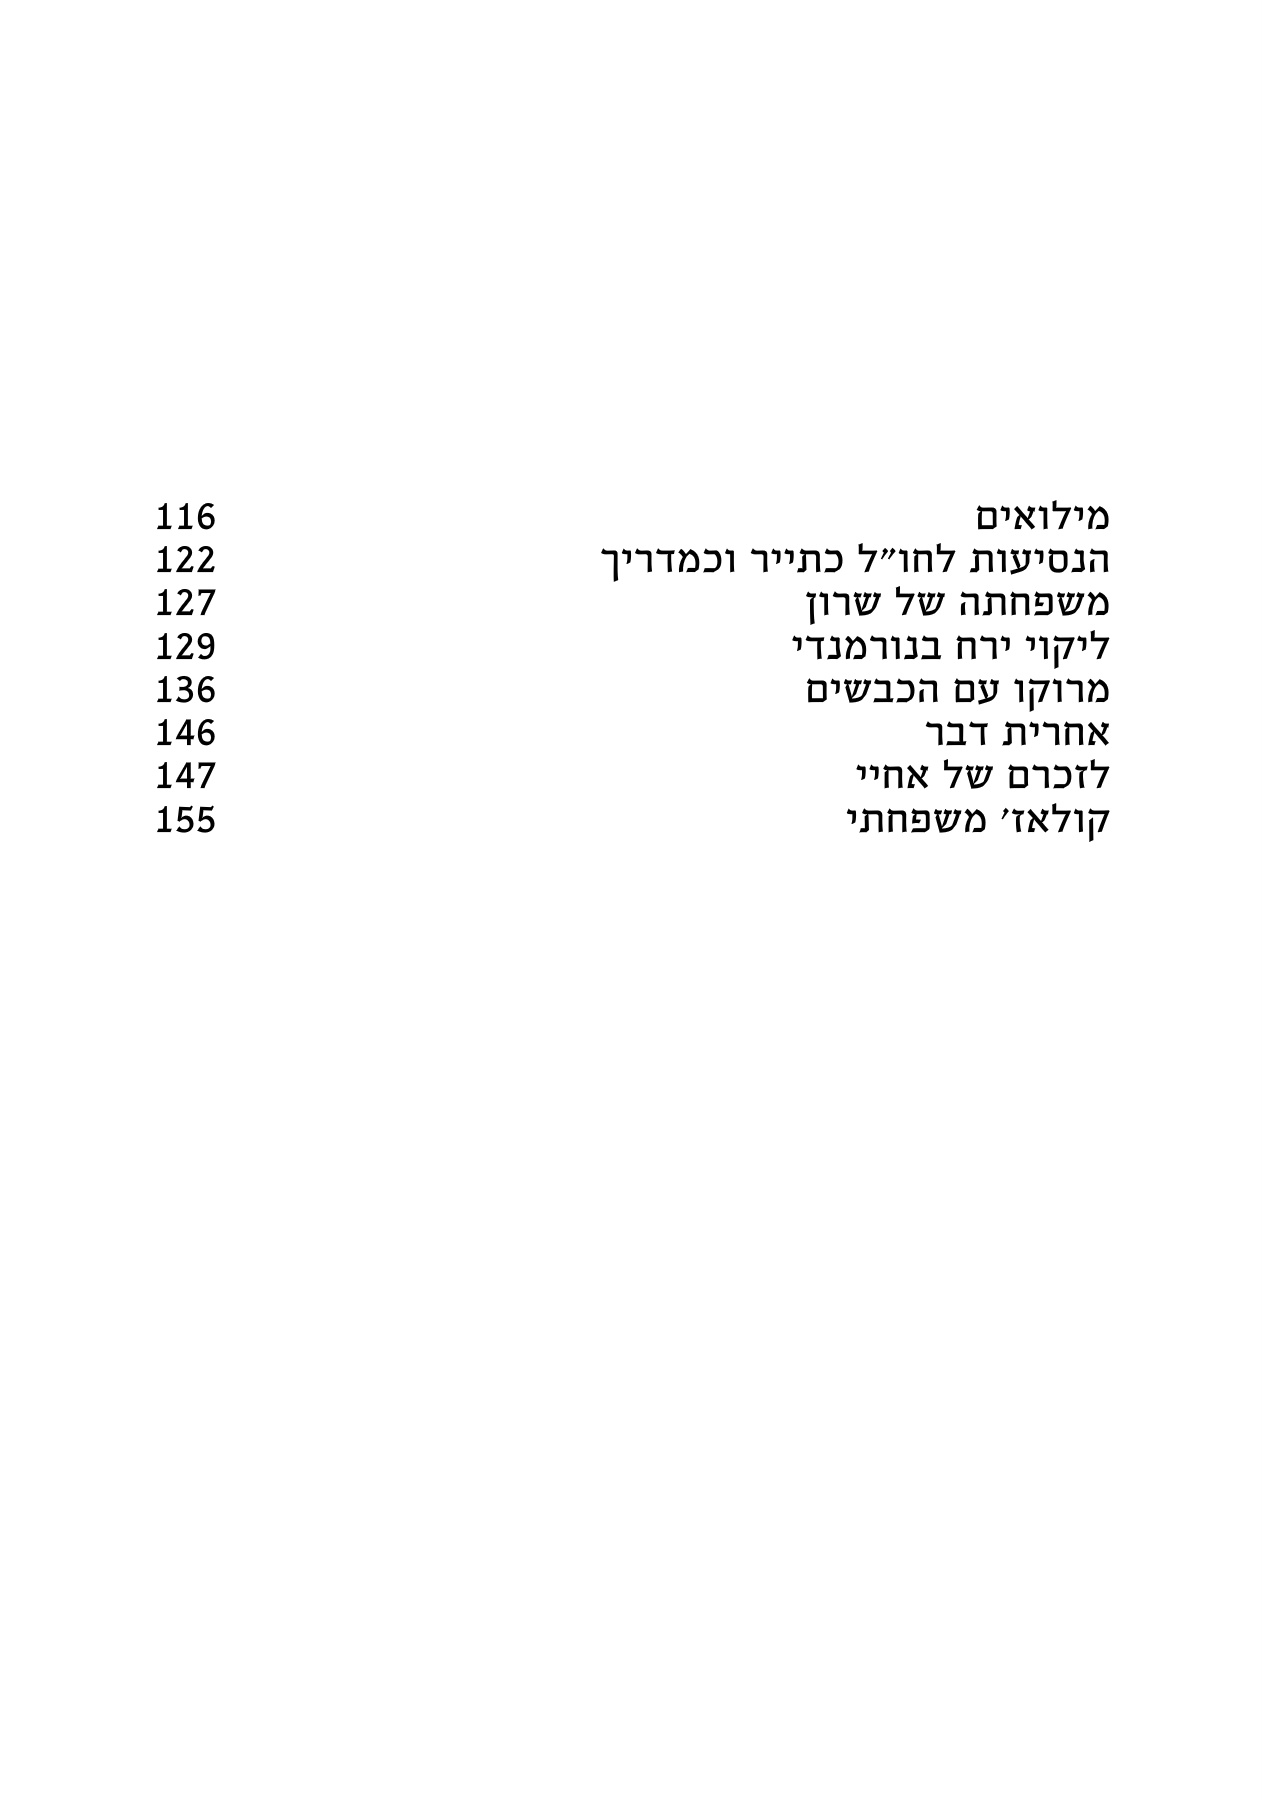 מילואים 116
הנסיעות לחו״ל כתייר וכמדריך 122
משפחתה של שרון 127
ליקוי ירח בנורמנדי 129
מרוקו עם הכבשים 136
אחרית דבר 146
לזכרם של אחיי 147
קולאז׳ משפחתי 155